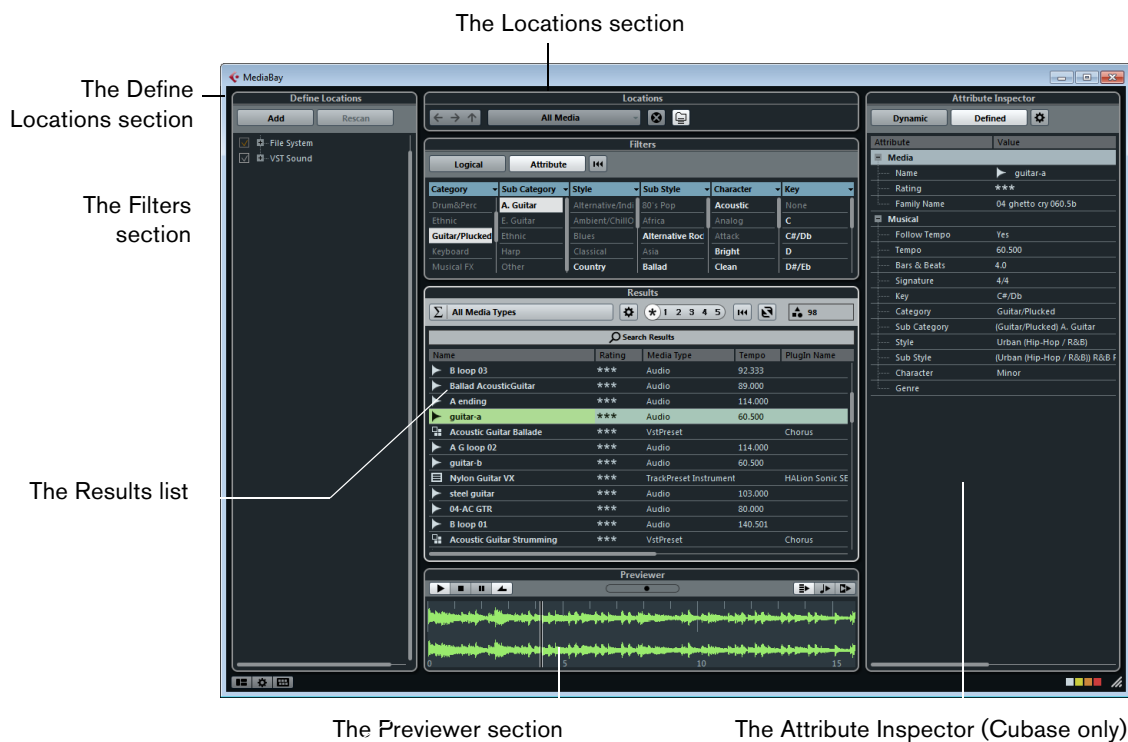 The Locations section
MediaBay
The Define
Locations section
Define Locations
Add Rescan
File System
VST Sound
The Filters
section
Locations
All Media
Filters
Logical Attribute
Category Sub Category Style Sub Style Character Key
Drum&Perc A. Guitar Alternative/Indi 80's Pop Acoustic None
Ethnic E. Guitar Ambient/ChillO Africa Analog C
Guitar/Plucked Ethnic Blues Alternative Roc Attack C#/Db
Keyboard Harp Classical Asia Bright D
Musical FX Other Country Ballad Clean D#/Eb
Results
All Media Types * 1 2 3 4 5 98
Search Results
Name Rating Media Type Tempo PlugIn Name
B loop 03 *** Audio 92.333
Ballad AcousticGuitar *** Audio 89.000
A ending *** Audio 114.000
guitar-a *** Audio 60.500
Acoustic Guitar Ballade *** VstPreset Chorus
A G loop 02 *** Audio 114.000
guitar-b *** Audio 60.500
Nylon Guitar VX *** TrackPreset Instrument HALion Sonic SE
steel guitar *** Audio 103.000
04-AC GTR *** Audio 80.000
B loop 01 *** Audio 140.501
Acoustic Guitar Strumming *** VstPreset Chorus
The Results list
Previewer
0 5 10 15
Attribute Inspector
Dynamic Defined
Attribute Value
Media
Name guitar-a
Rating ***
Family Name 04 ghetto cry 060.5b
Musical
Follow Tempo Yes
Tempo 60.500
Bars & Beats 4.0
Signature 4/4
Key C#/Db
Category Guitar/Plucked
Sub Category (Guitar/Plucked) A. Guitar
Style Urban (Hip-Hop / R&B)
Sub Style (Urban (Hip-Hop / R&B)) R&B F
Character Minor
Genre
The Previewer section
The Attribute Inspector (Cubase only)